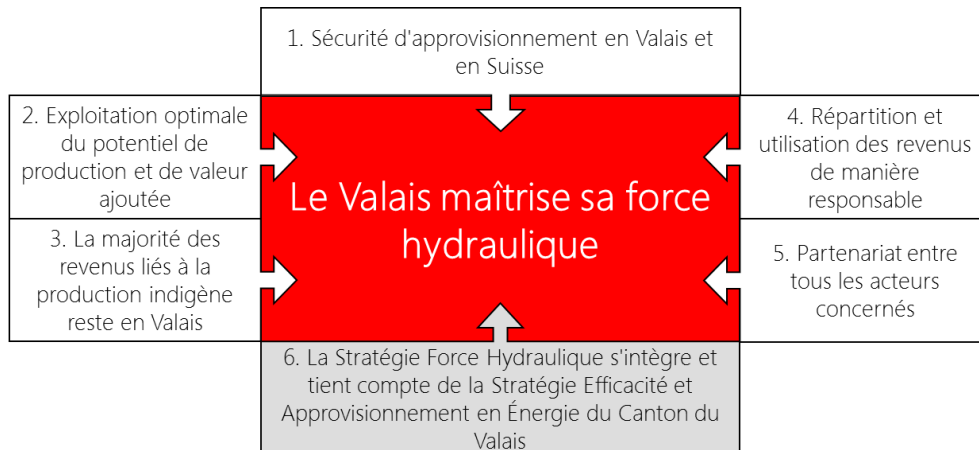 1. Sécurité d'approvisionnement en Valais et
en Suisse
2. Exploitation optimale
du potentiel de
production et de valeur
ajoutée
3. La majorité des
revenus liés à la
production indigène
reste en Valais
Le Valais maîtrise sa force
hydraulique
4. Répartition et
utilisation des revenus
de manière
responsable
5. Partenariat entre
tous les acteurs
concernés
6. La Stratégie Force Hydraulique s'intègre et
tient compte de la Stratégie Efficacité et
Approvisionnement en Énergie du Canton du
Valais